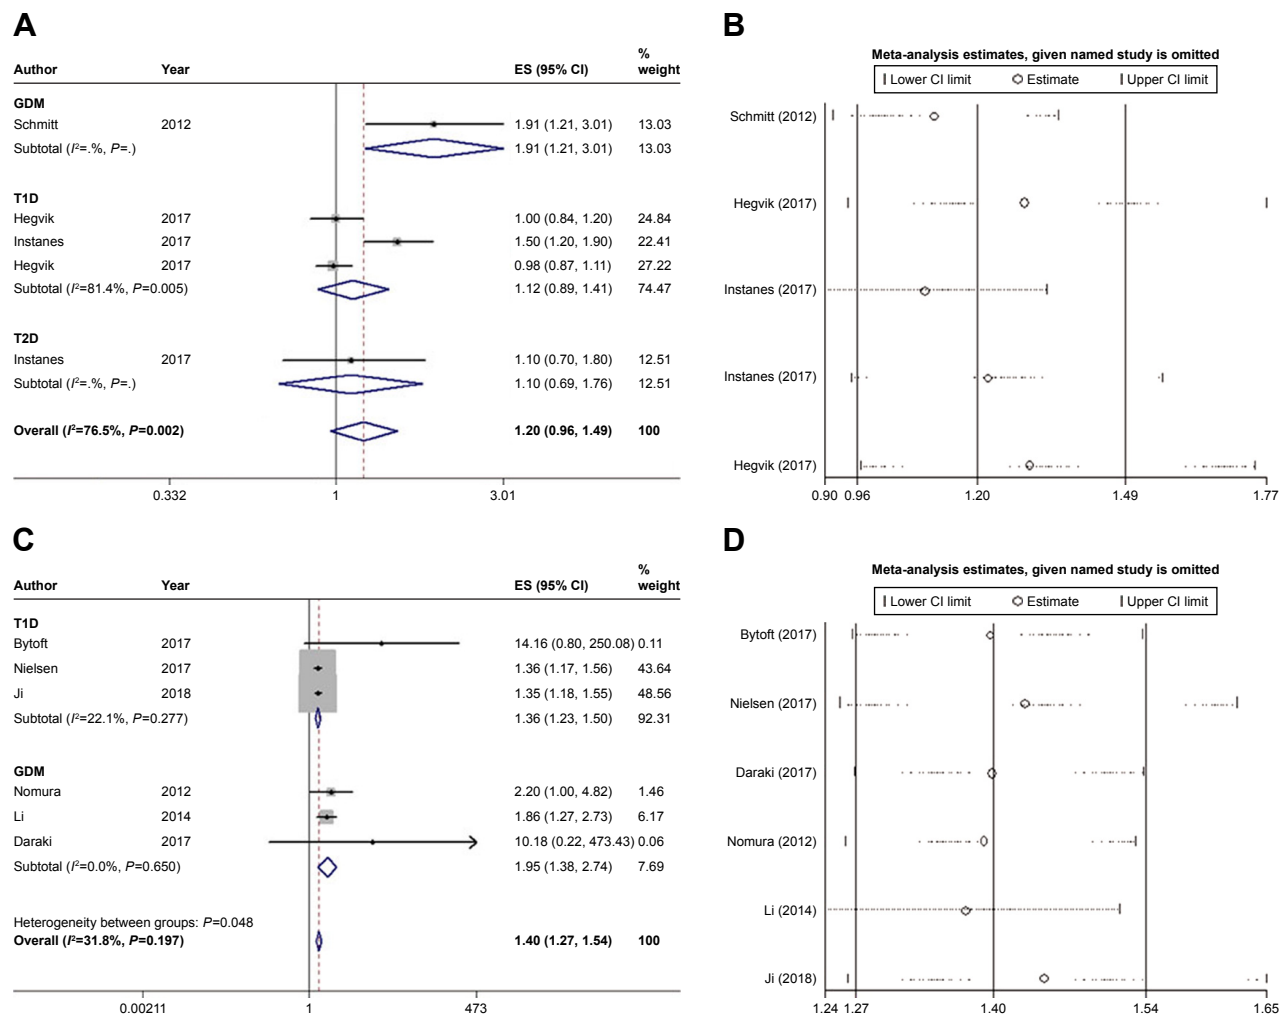 A
%
Author Year ES (95% CI) weight
GDM
Schmitt 2012 1.91 (1.21, 3.01) 13.03
Subtotal (I²=.%, P=.) 1.91 (1.21, 3.01) 13.03
T1D
Hegvik 2017 1.00 (0.84, 1.20) 24.84
Instanes 2017 1.50 (1.20, 1.90) 22.41
Hegvik 2017 0.98 (0.87, 1.11) 27.22
Subtotal (I²=81.4%, P=0.005) 1.12 (0.89, 1.41) 74.47
T2D
Instanes 2017 1.10 (0.70, 1.80) 12.51
Subtotal (I²=.%, P=.) 1.10 (0.69, 1.76) 12.51
Overall (I²=76.5%, P=0.002) 1.20 (0.96, 1.49) 100
0.332 1 3.01
B
Meta-analysis estimates, given named study is omitted
Lower CI limit Estimate Upper CI limit
Schmitt (2012)
Hegvik (2017)
Instanes (2017)
Instanes (2017)
Hegvik (2017)
0.90 0.96 1.20 1.49 1.77
C
%
Author Year ES (95% CI) weight
T1D
Bytoft 2017 14.16 (0.80, 250.08) 0.11
Nielsen 2017 1.36 (1.17, 1.56) 43.64
Ji 2018 1.35 (1.18, 1.55) 48.56
Subtotal (I²=22.1%, P=0.277) 1.36 (1.23, 1.50) 92.31
GDM
Nomura 2012 2.20 (1.00, 4.82) 1.46
Li 2014 1.86 (1.27, 2.73) 6.17
Daraki 2017 10.18 (0.22, 473.43) 0.06
Subtotal (I²=0.0%, P=0.650) 1.95 (1.38, 2.74) 7.69
Heterogeneity between groups: P=0.048
Overall (I²=31.8%, P=0.197) 1.40 (1.27, 1.54) 100
0.00211 1 473
D
Meta-analysis estimates, given named study is omitted
Lower CI limit Estimate Upper CI limit
Bytoft (2017)
Nielsen (2017)
Daraki (2017)
Nomura (2012)
Li (2014)
Ji (2018)
1.24 1.27 1.40 1.54 1.65